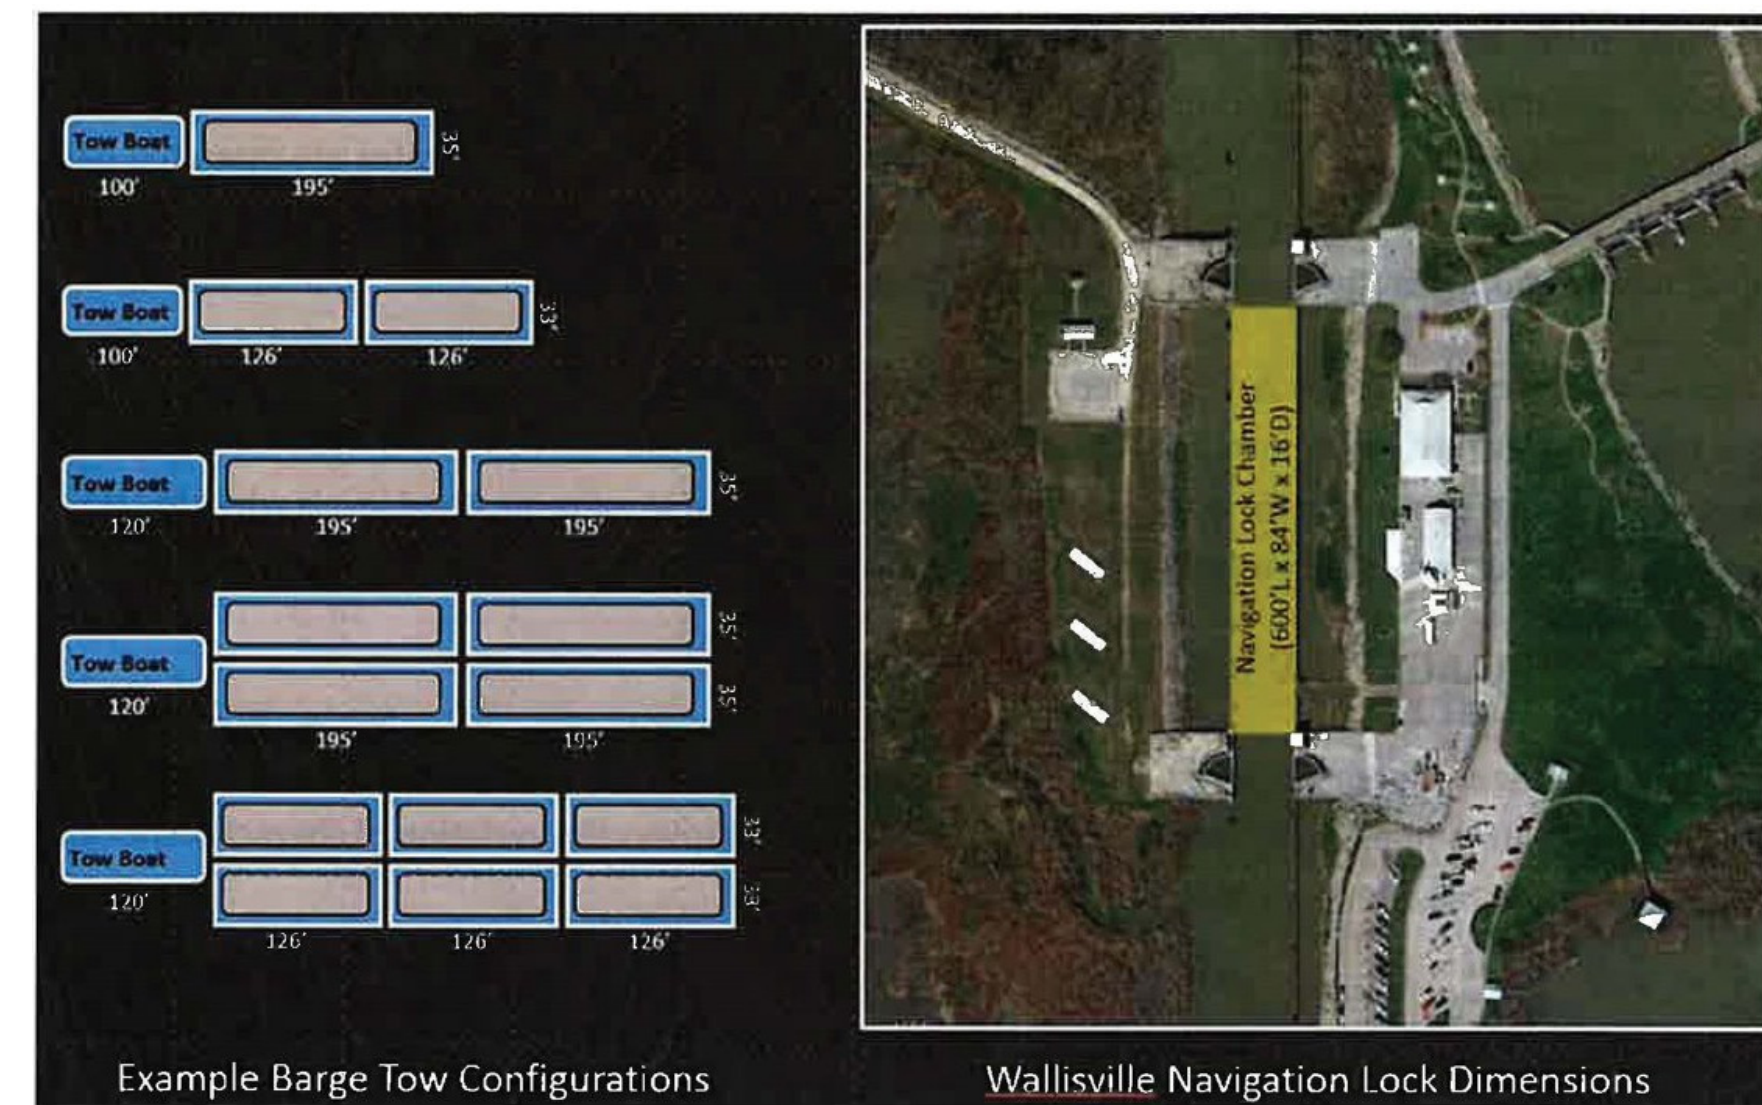 Tow Boat
35'
100'
195'
Tow Boat
33'
100'
126'
126'
Tow Boat
35'
120'
195'
195'
35'
Tow Boat
35'
120'
195'
195'
33'
Tow Boat
33'
120'
126'
126'
126'
Example Barge Tow Configurations
Navigation Lock Chamber
(600'L x 84'W x 16'D)
Wallisville Navigation Lock Dimensions